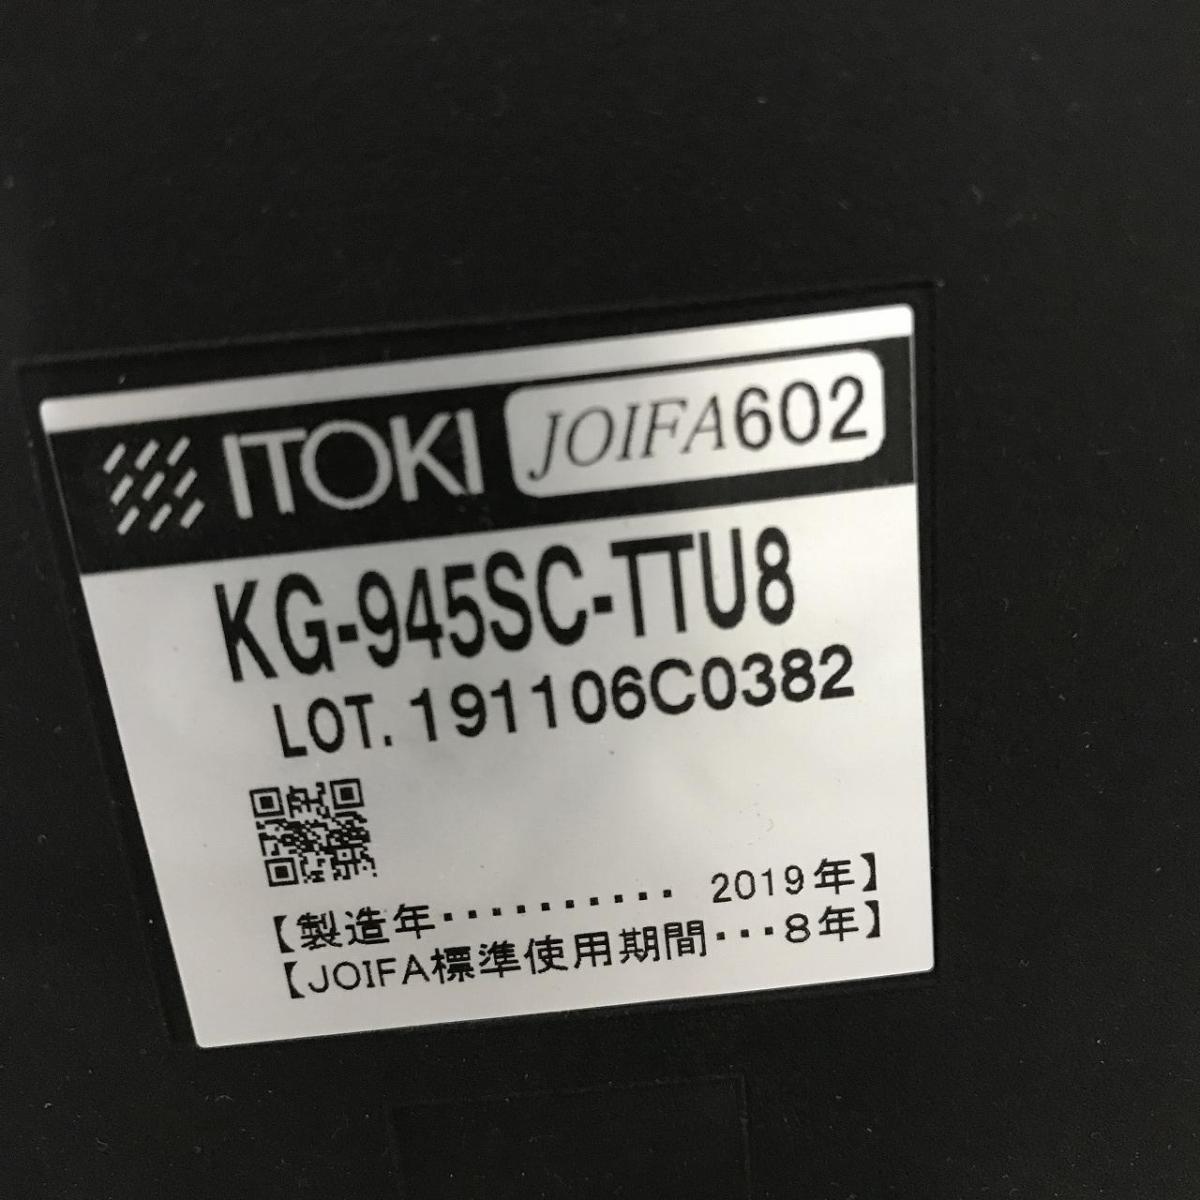 ITOKI JOIFA602
KG-945SC-TTU8
LOT. 191106C0382
【製造年・・・・・・・・・・ 2019年】
【JOIFA標準使用期間・・・8年】